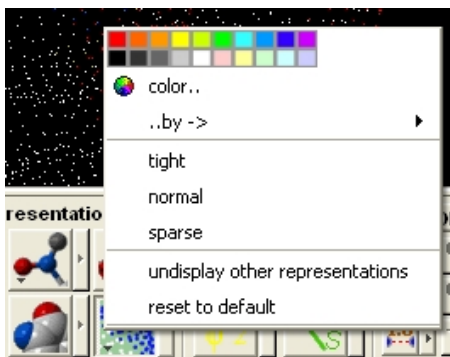 color..
..by ->
tight
normal
sparse
resentatio
undisplay other representations
reset to default